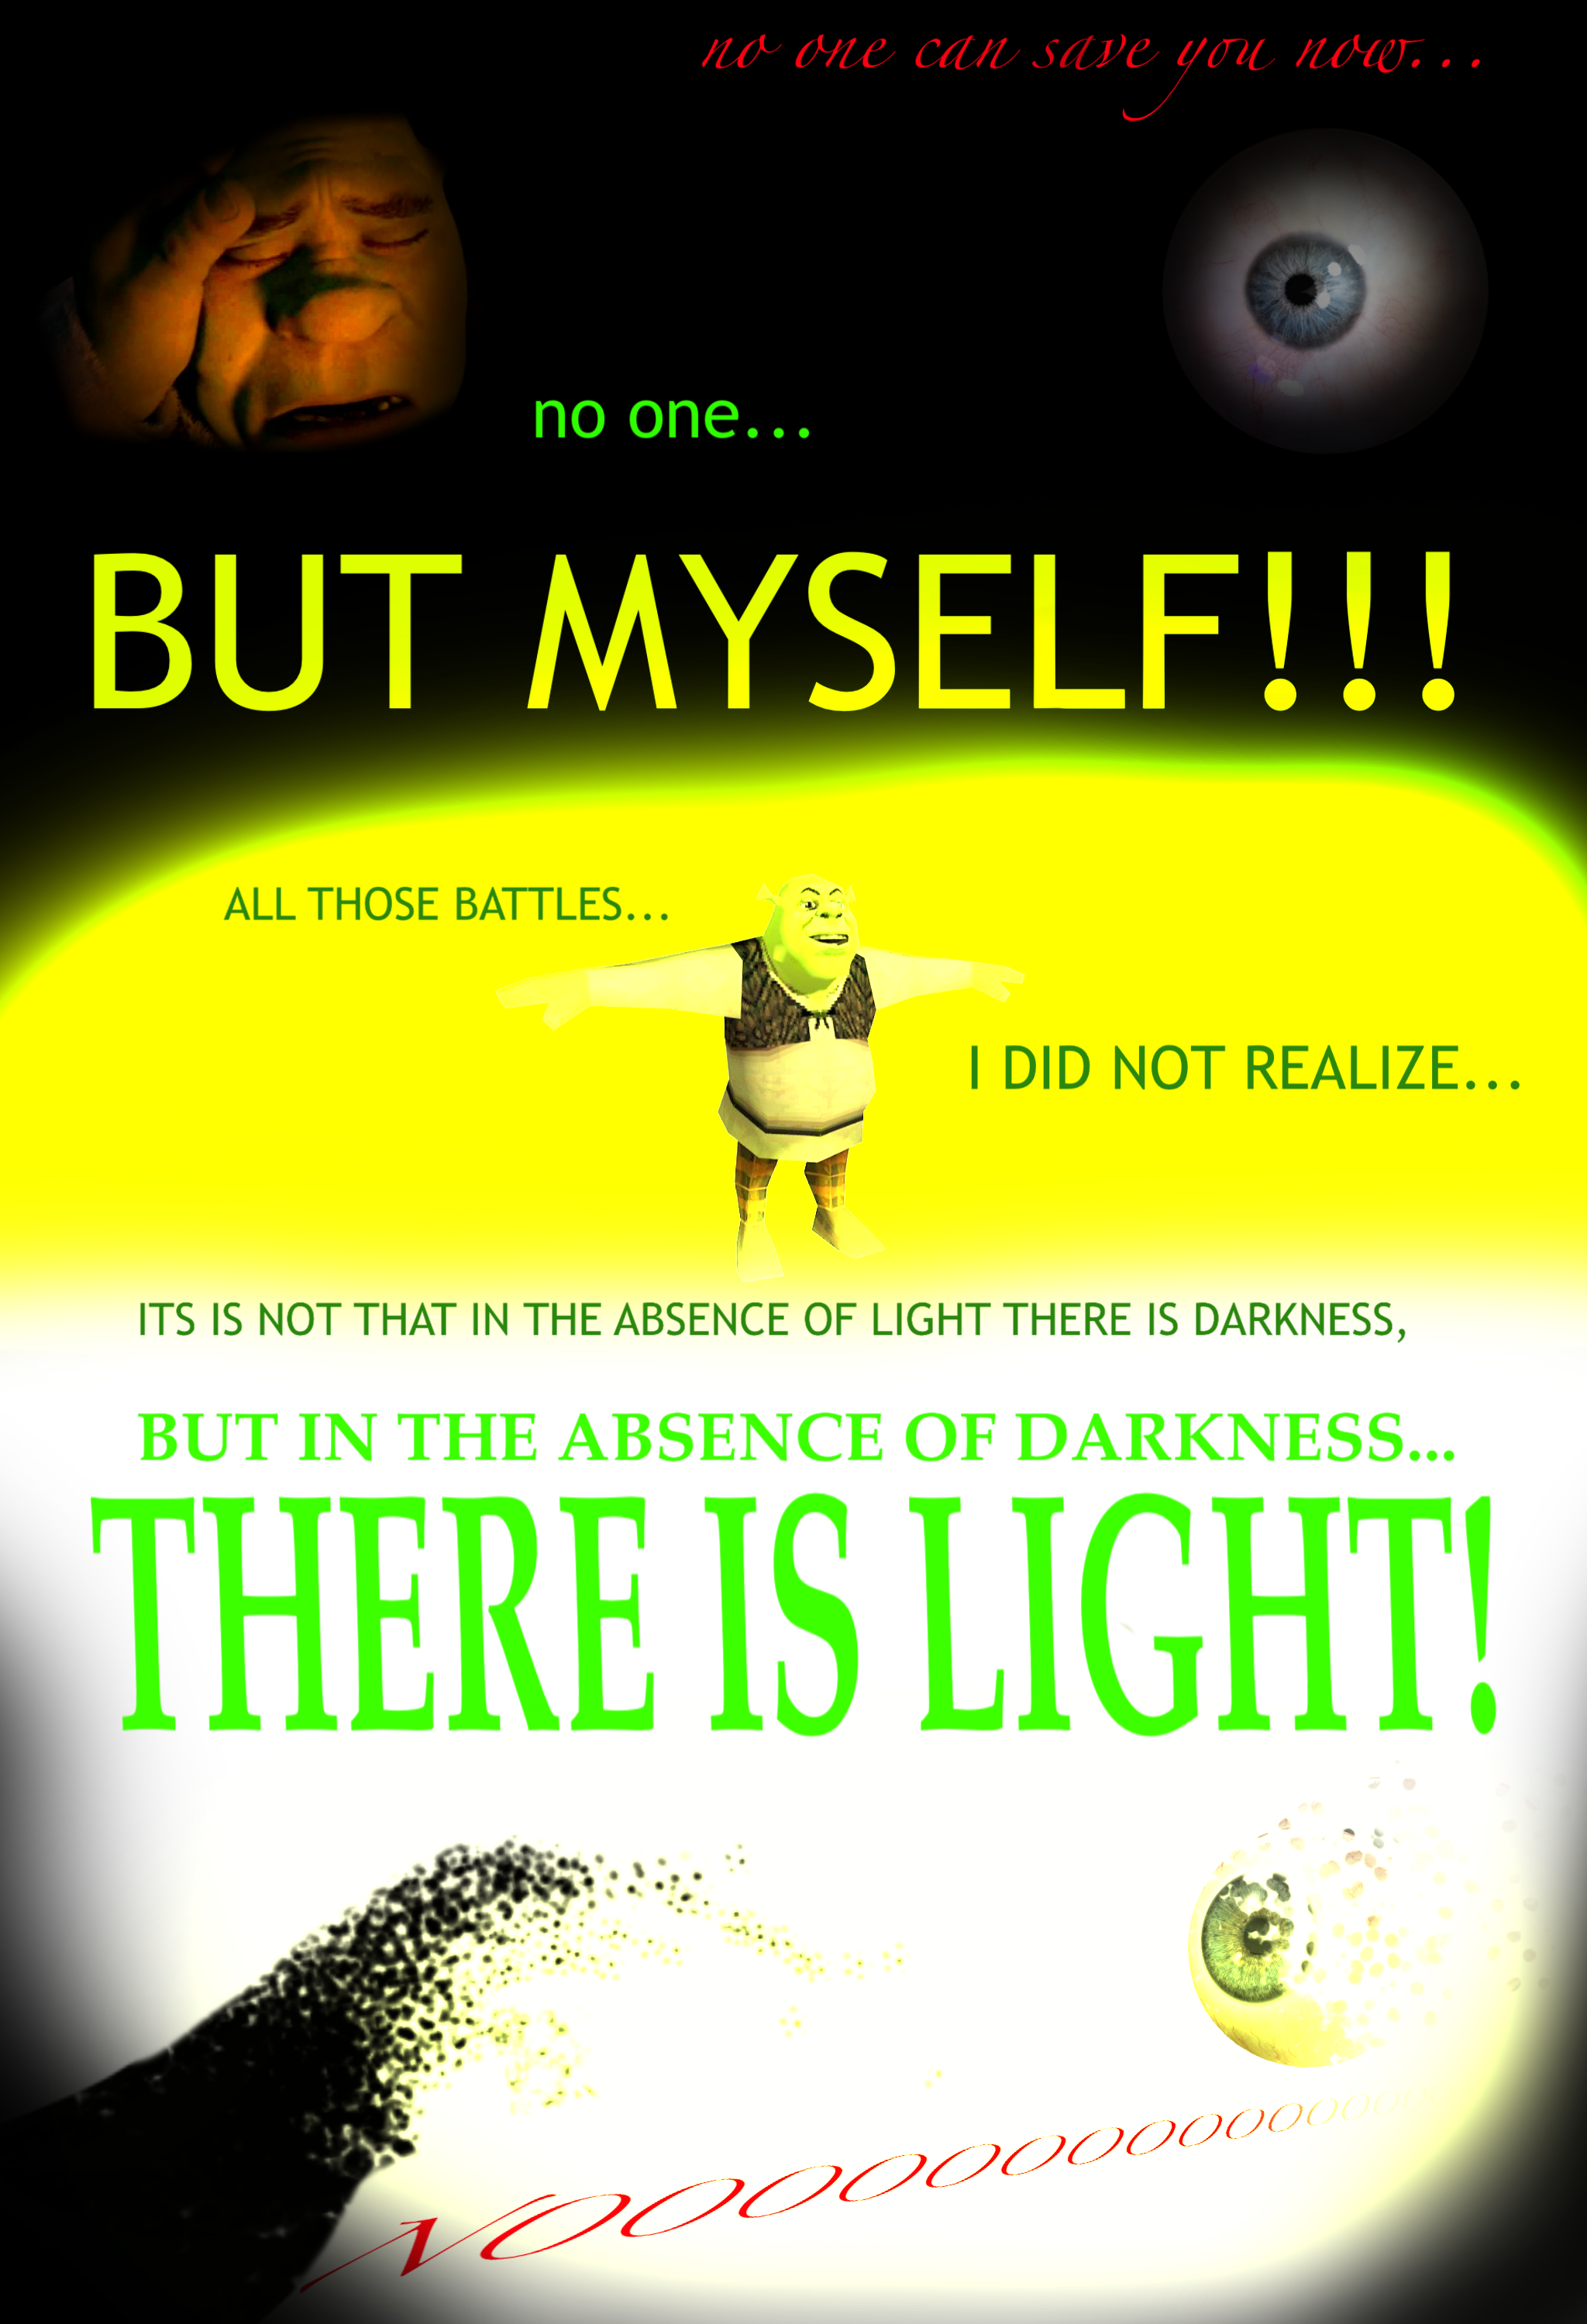 no one can save you now...
no one...
BUT MYSELF!!!
ALL THOSE BATTLES...
I DID NOT REALIZE...
ITS IS NOT THAT IN THE ABSENCE OF LIGHT THERE IS DARKNESS,
BUT IN THE ABSENCE OF DARKNESS...
THERE IS LIGHT!
NOOOOOOOOOOOOOOO